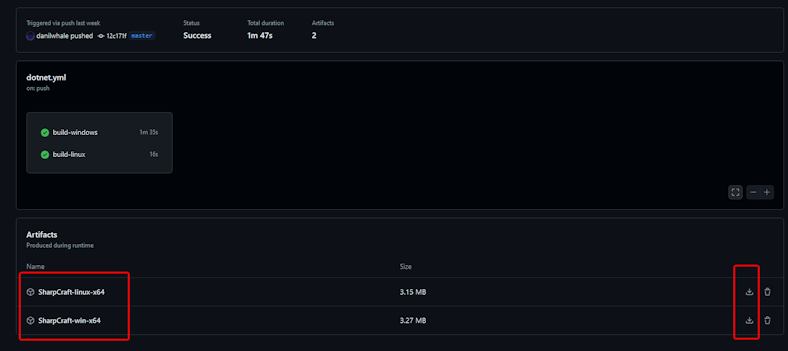 Triggered via push last week
danilwhale pushed 12c171f master
Status
Success
Total duration
1m 47s
Artifacts
2
dotnet.yml
on: push
build-windows 1m 35s
build-linux 16s
Artifacts
Produced during runtime
Name Size
SharpCraft-linux-x64 3.15 MB
SharpCraft-win-x64 3.27 MB